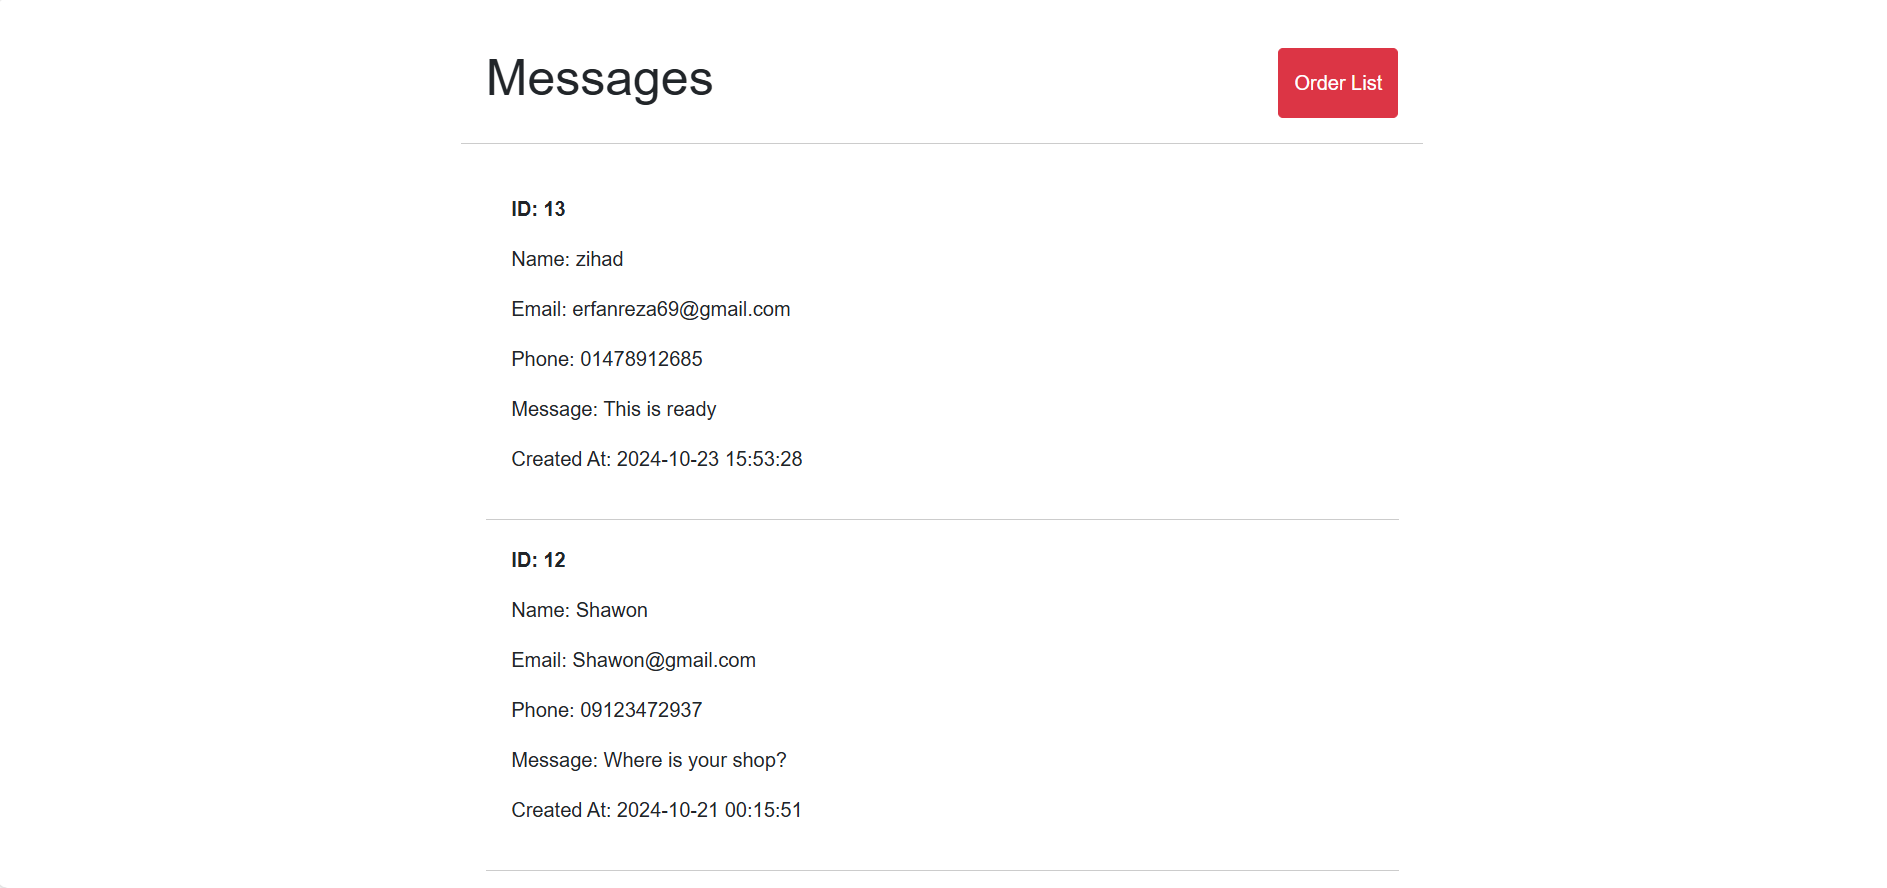 Messages
Order List
ID: 13
Name: zihad
Email: erfanreza69@gmail.com
Phone: 01478912685
Message: This is ready
Created At: 2024-10-23 15:53:28
ID: 12
Name: Shawon
Email: Shawon@gmail.com
Phone: 09123472937
Message: Where is your shop?
Created At: 2024-10-21 00:15:51